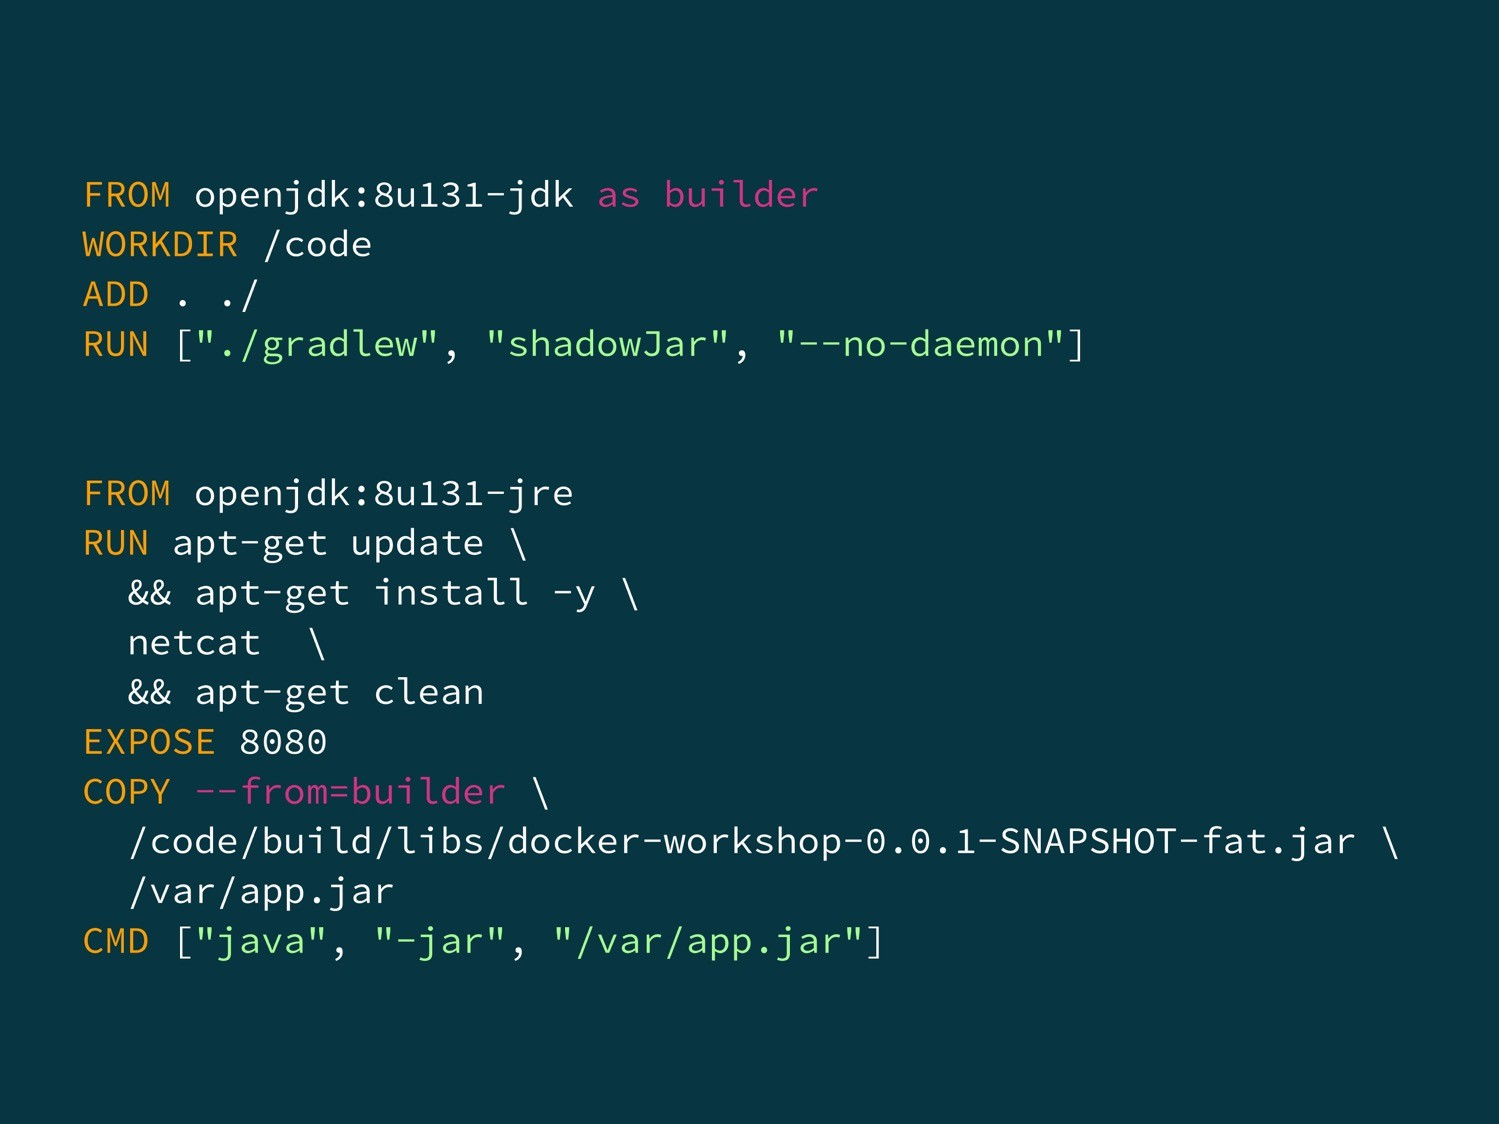 FROM openjdk:8u131-jdk as builder
WORKDIR /code
ADD . ./
RUN ["./gradlew", "shadowJar", "--no-daemon"]
FROM openjdk:8u131-jre
RUN apt-get update \
  && apt-get install -y \
  netcat  \
  && apt-get clean
EXPOSE 8080
COPY --from=builder \
  /code/build/libs/docker-workshop-0.0.1-SNAPSHOT-fat.jar \
  /var/app.jar
CMD ["java", "-jar", "/var/app.jar"]